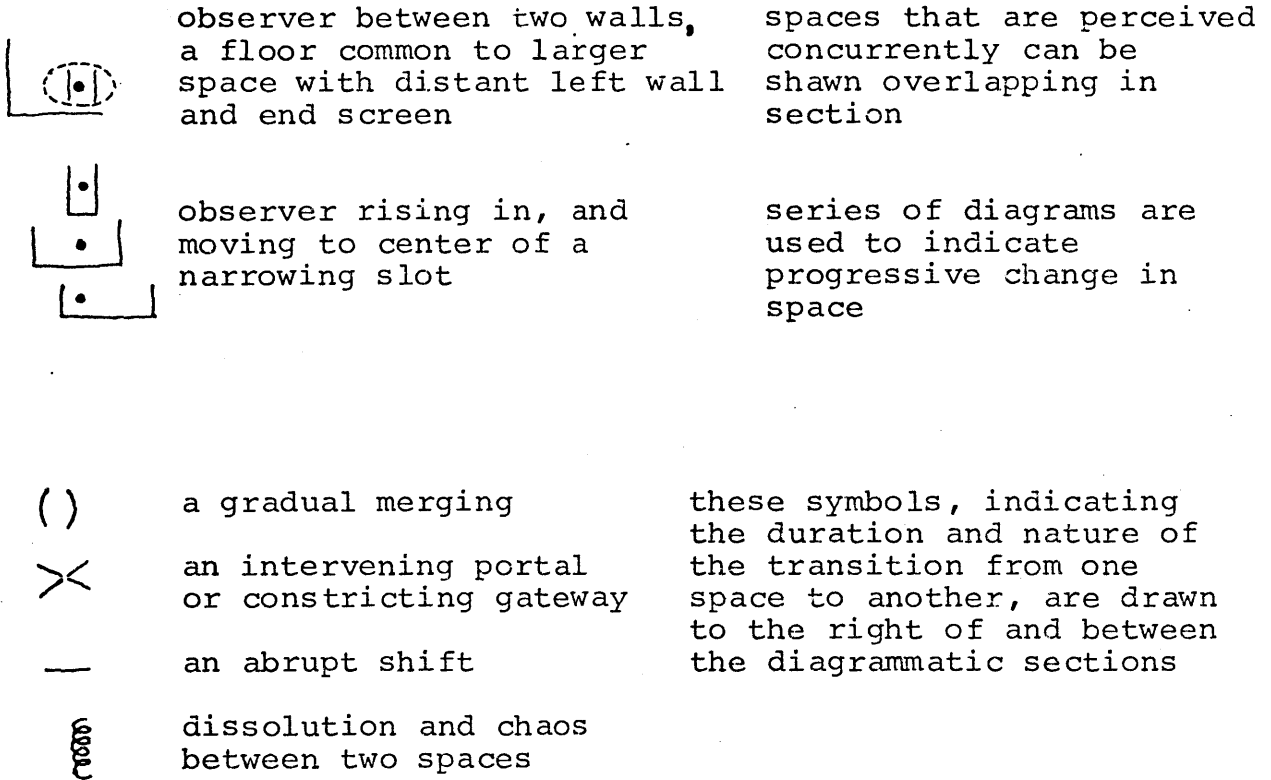 observer between two walls,
a floor common to larger
space with distant left wall
and end screen
spaces that are perceived
concurrently can be
shawn overlapping in
section
observer rising in, and
moving to center of a
narrowing slot
series of diagrams are
used to indicate
progressive change in
space
( ) a gradual merging
>< an intervening portal
or constricting gateway
— an abrupt shift
dissolution and chaos
between two spaces
these symbols, indicating
the duration and nature of
the transition from one
space to another, are drawn
to the right of and between
the diagrammatic sections